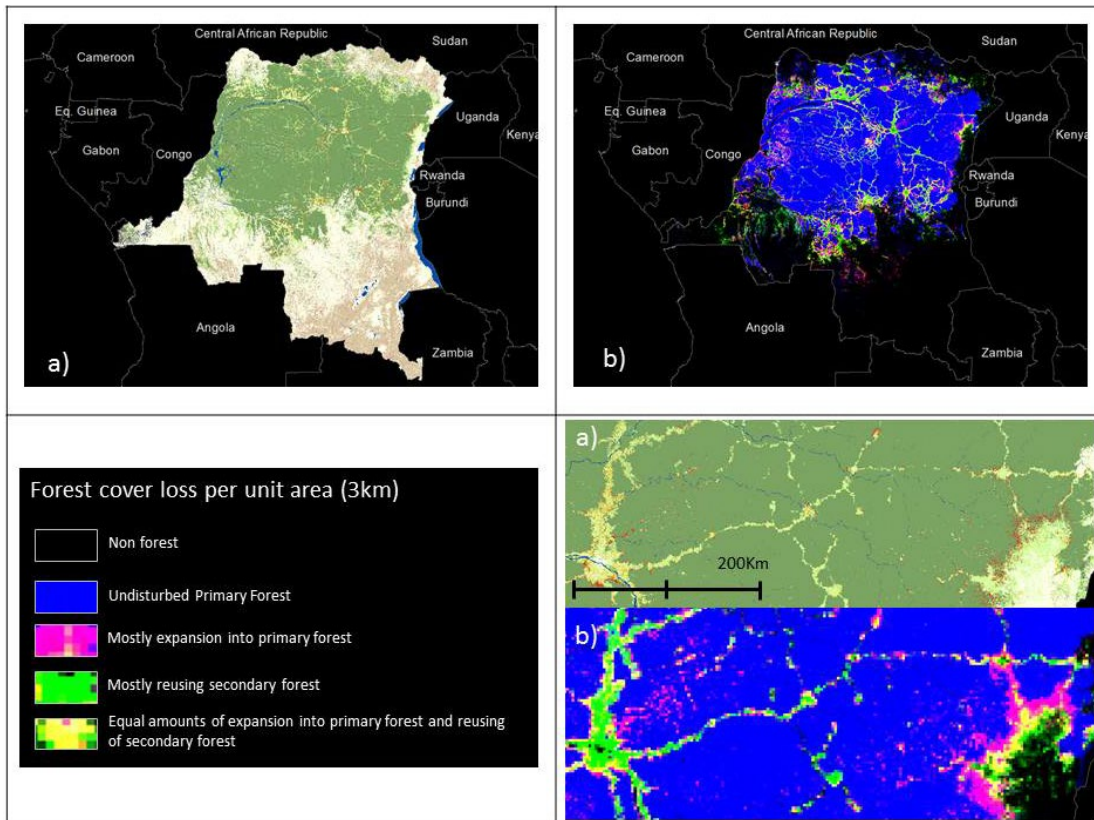 Central African Republic
Sudan
Cameroon
Eq. Guinea
Uganda
Kenya
Gabon
Congo
Rwanda
Burundi
Angola
Zambia
a)
Central African Republic
Sudan
Cameroon
Eq. Guinea
Uganda
Kenya
Gabon
Congo
Rwanda
Burundi
Angola
Zambia
b)
Forest cover loss per unit area (3km)
Non forest
Undisturbed Primary Forest
Mostly expansion into primary forest
Mostly reusing secondary forest
Equal amounts of expansion into primary forest and reusing
of secondary forest
a)
200Km
b)